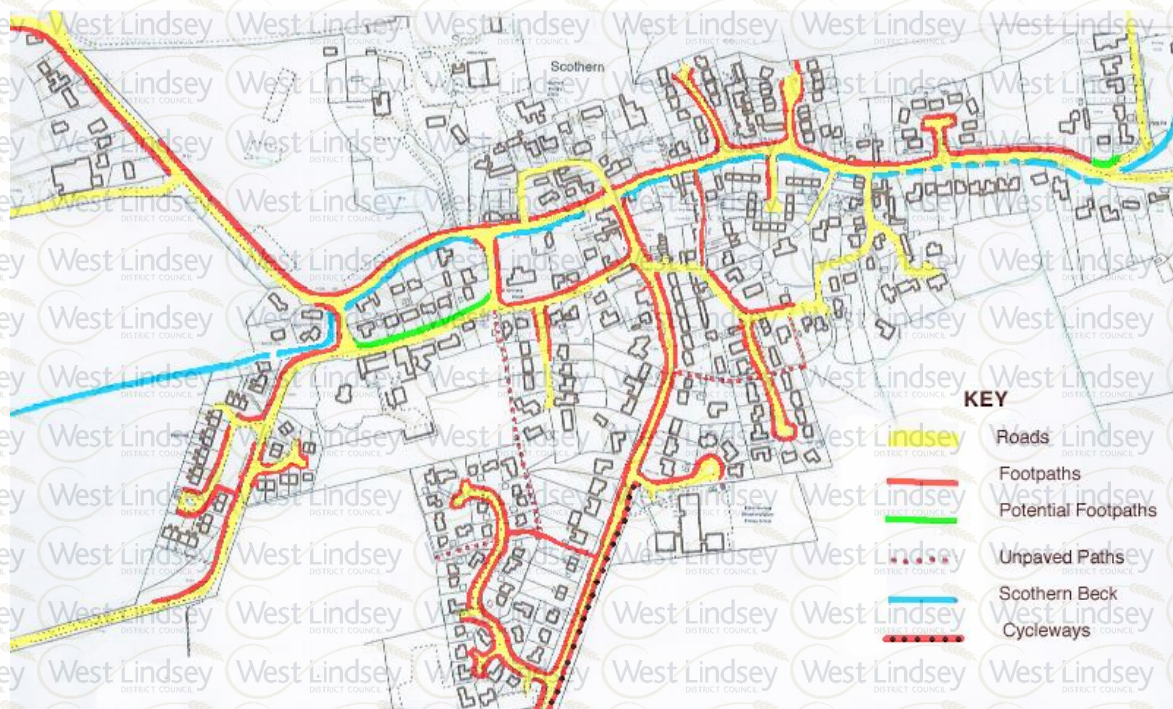 Scothern
KEY
Roads
Footpaths
Potential Footpaths
Unpaved Paths
Scothern Beck
Cycleways
West Lindsey
DISTRICT COUNCIL